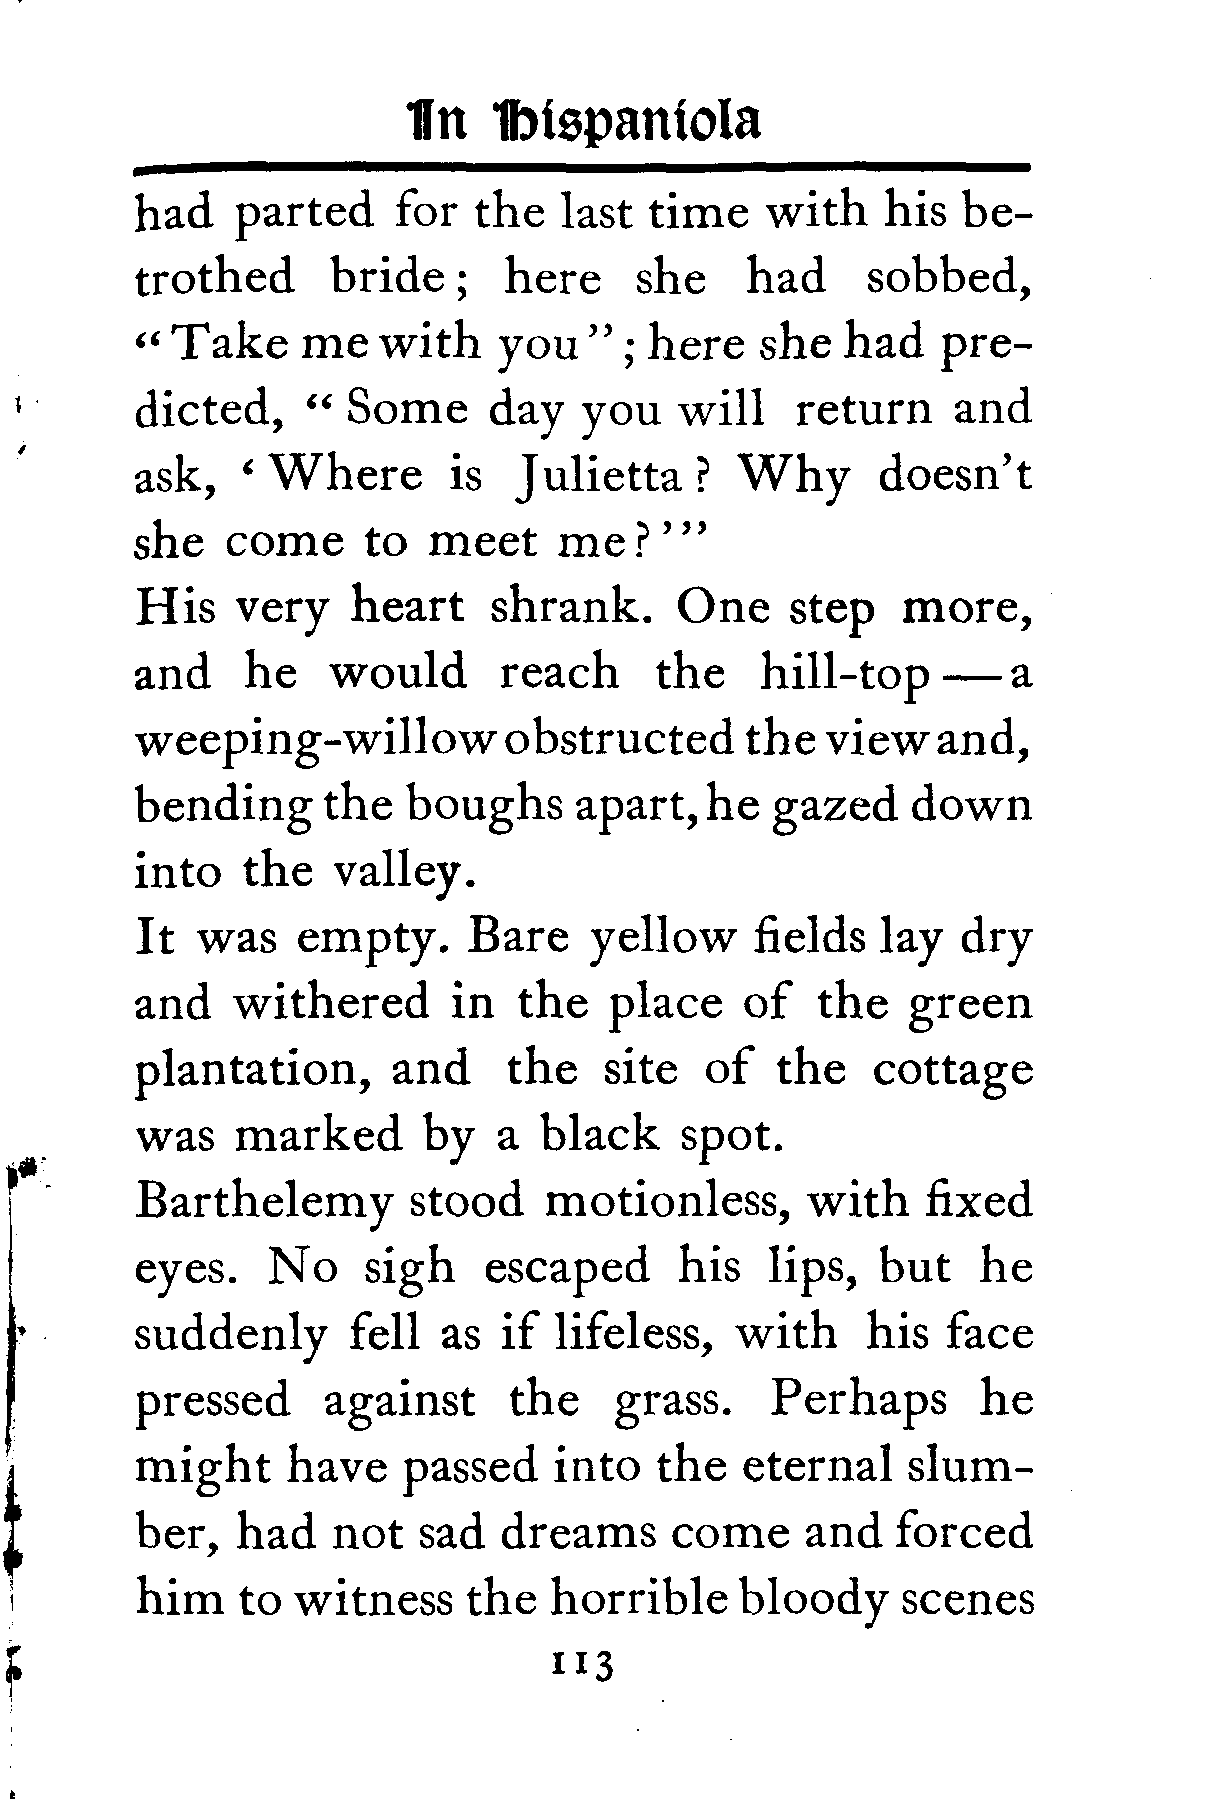 In Hispaniola
had parted for the last time with his be-
trothed bride; here she had sobbed,
“Take me with you”; here she had pre-
dicted, “Some day you will return and
ask, ‘Where is Julietta? Why doesn’t
she come to meet me?’”
His very heart shrank. One step more,
and he would reach the hill-top—a
weeping-willow obstructed the view and,
bending the boughs apart, he gazed down
into the valley.
It was empty. Bare yellow fields lay dry
and withered in the place of the green
plantation, and the site of the cottage
was marked by a black spot.
Barthelemy stood motionless, with fixed
eyes. No sigh escaped his lips, but he
suddenly fell as if lifeless, with his face
pressed against the grass. Perhaps he
might have passed into the eternal slum-
ber, had not sad dreams come and forced
him to witness the horrible bloody scenes
113